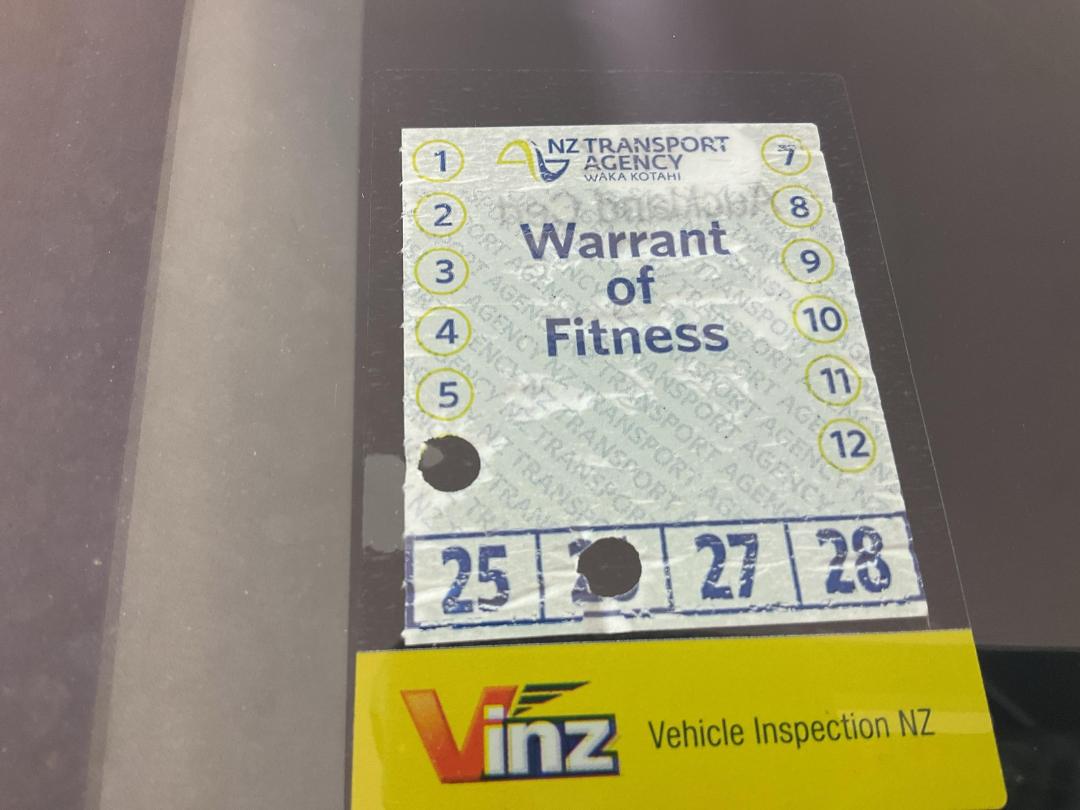 1
2
3
4
5
NZ TRANSPORT
AGENCY
WAKA KOTAHI
Warrant
of
Fitness
7
8
9
10
11
12
25 27 28
Vinz Vehicle Inspection NZ